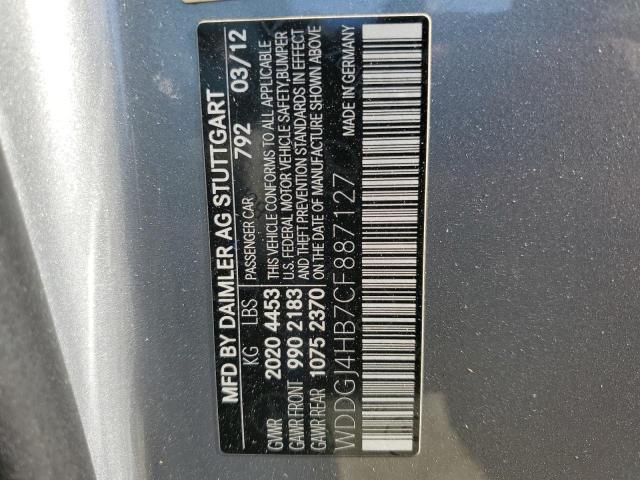 MFD BY DAIMLER AG STUTTGART
KG LBS PASSENGER CAR 792 03/12
GVWR 2020 4453 THIS VEHICLE CONFORMS TO ALL APPLICABLE
GAWR FRONT 990 2183 U.S. FEDERAL MOTOR VEHICLE SAFETY,BUMPER
GAWR REAR 1075 2370 AND THEFT PREVENTION STANDARDS IN EFFECT
ON THE DATE OF MANUFACTURE SHOWN ABOVE
WDDGJ4HB7CF887127 MADE IN GERMANY